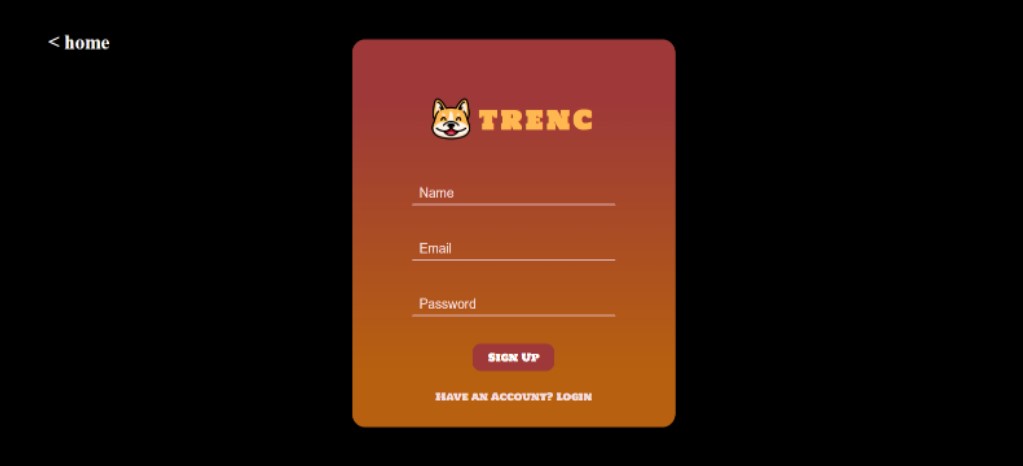 < home
TRENC
Name
Email
Password
Sign Up
Have an Account? Login